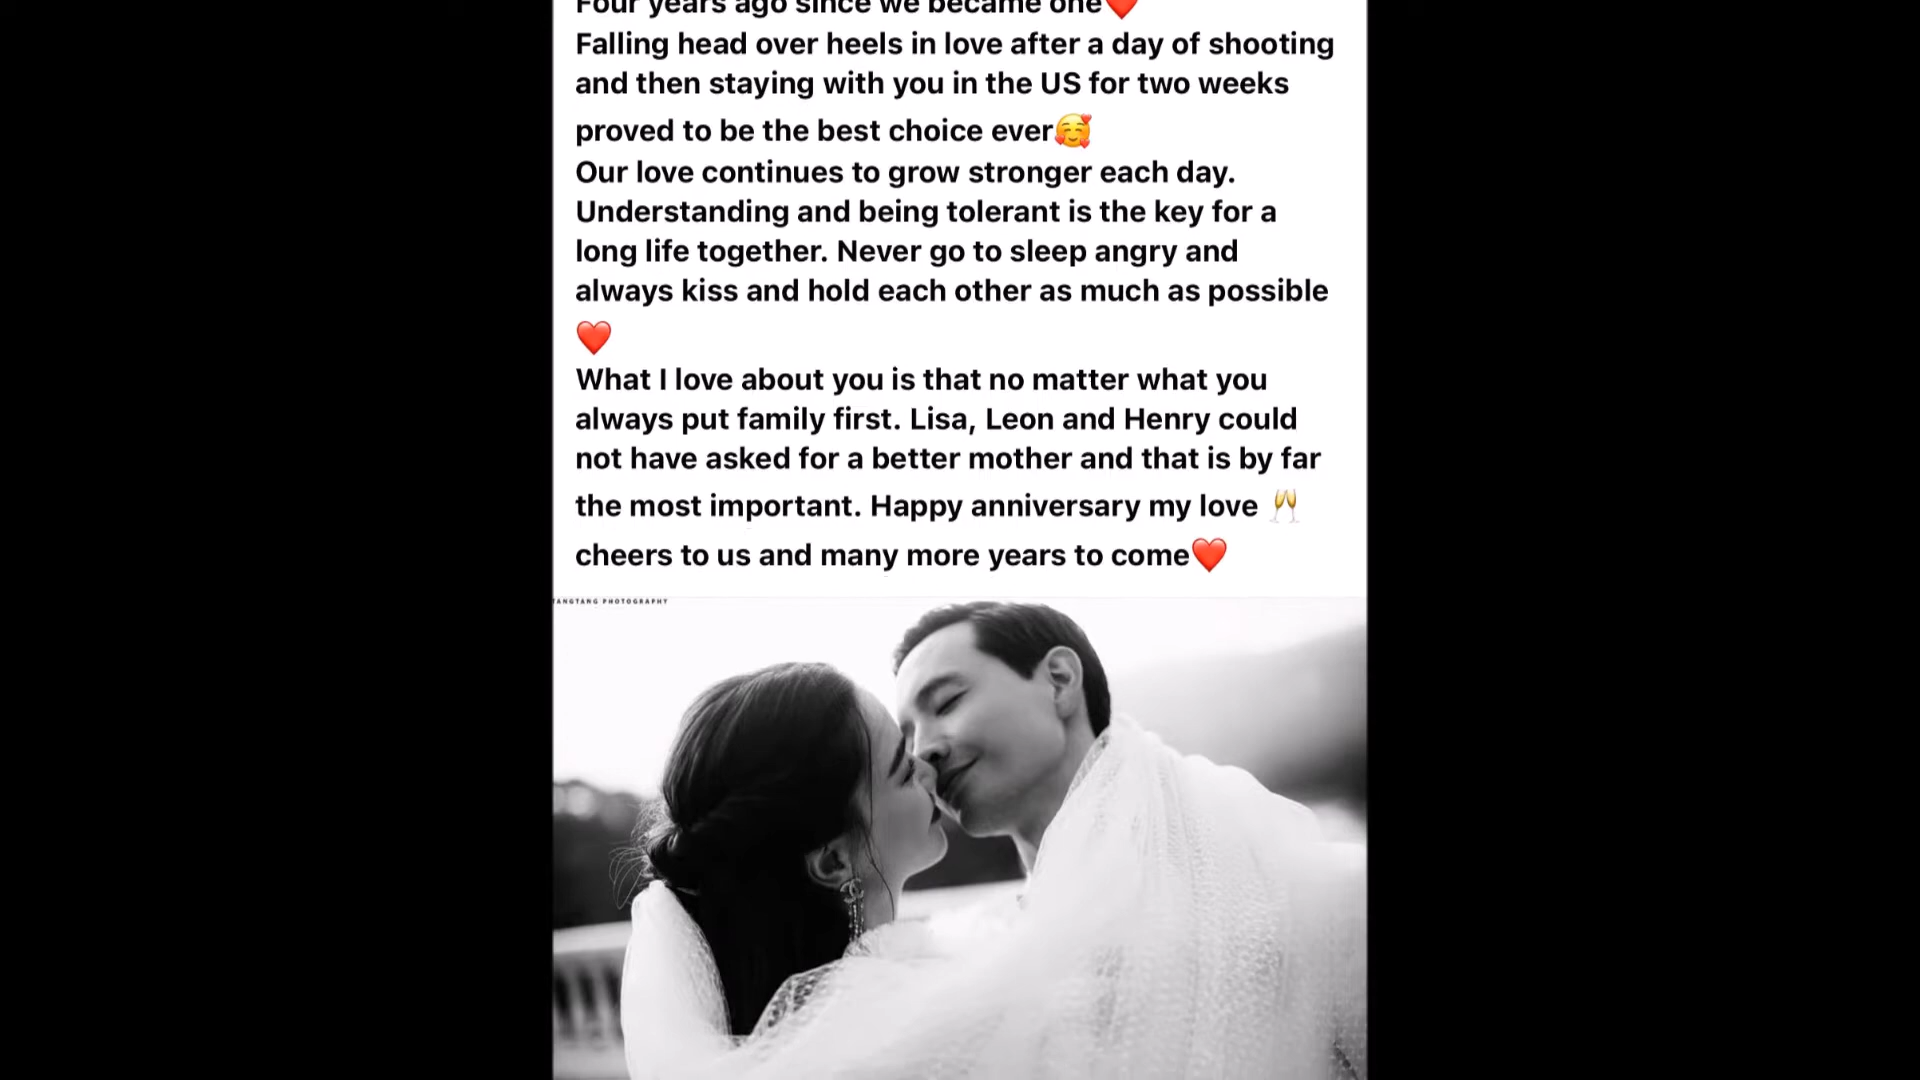 Four years ago since we became one❤️
Falling head over heels in love after a day of shooting
and then staying with you in the US for two weeks
proved to be the best choice ever🥰
Our love continues to grow stronger each day.
Understanding and being tolerant is the key for a
long life together. Never go to sleep angry and
always kiss and hold each other as much as possible
❤️
What I love about you is that no matter what you
always put family first. Lisa, Leon and Henry could
not have asked for a better mother and that is by far
the most important. Happy anniversary my love 🥂
cheers to us and many more years to come❤️
TANGTANG PHOTOGRAPHY